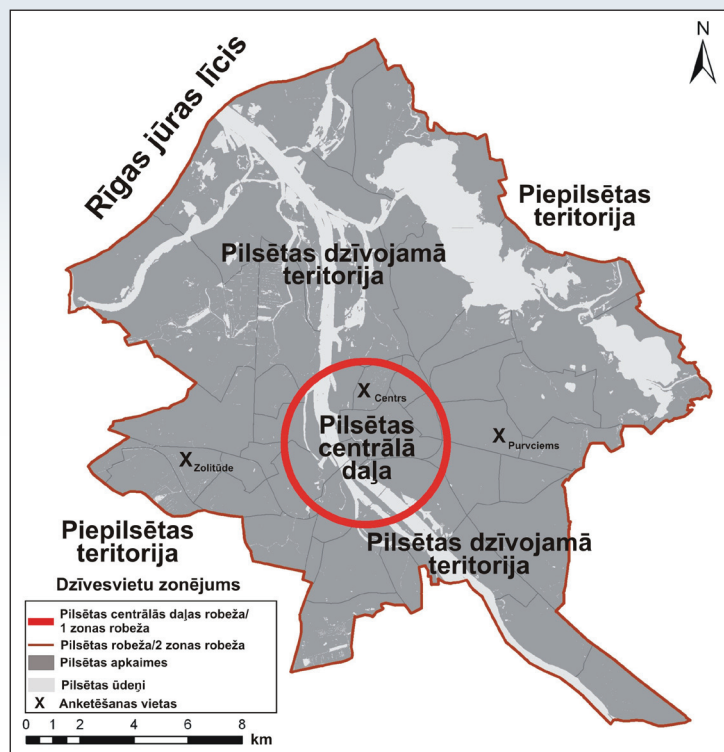 N
Rīgas jūras līcis
Piepilsētas
teritorija
Pilsētas dzīvojamā
teritorija
X Centrs
Pilsētas
centrālā
daļa
X Purvciems
X Zolitūde
Piepilsētas
teritorija
Pilsētas dzīvojamā
teritorija
Dzīvesvietu zonējums
Pilsētas centrālās daļas robeža/
1 zonas robeža
Pilsētas robeža/2 zonas robeža
Pilsētas apkaimes
Pilsētas ūdeņi
X Anketēšanas vietas
0 1 2 4 6 8
km